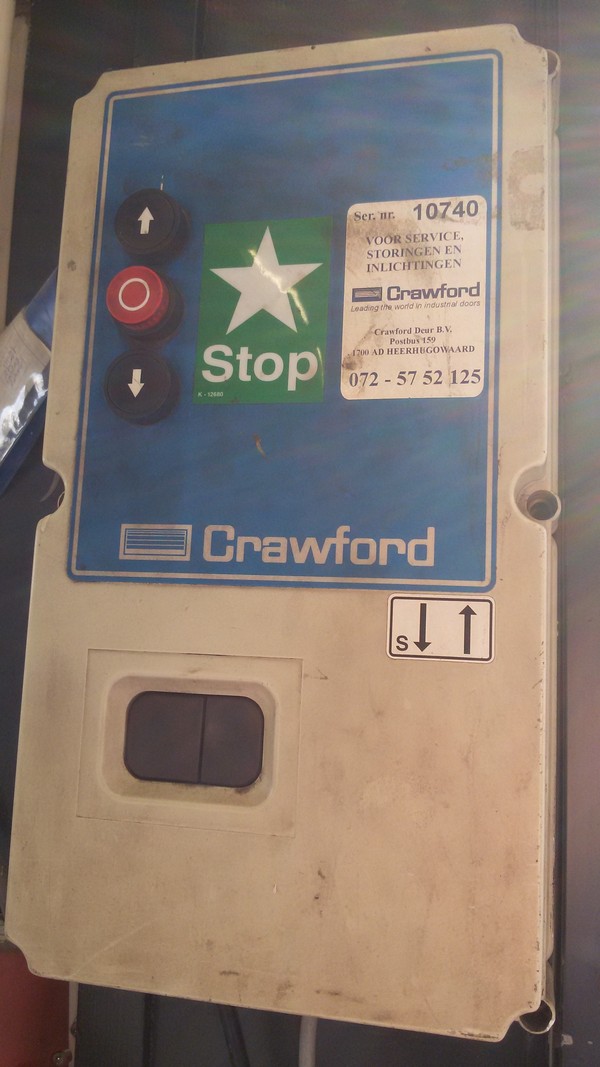 Ser. nr. 10740
VOOR SERVICE,
STORINGEN EN
INLICHTINGEN
Crawford
Leading the world in industrial doors
Crawford Deur B.V.
Postbus 159
1700 AD HEERHUGOWAARD
072 - 57 52 125
Stop
K - 12680
Crawford
S